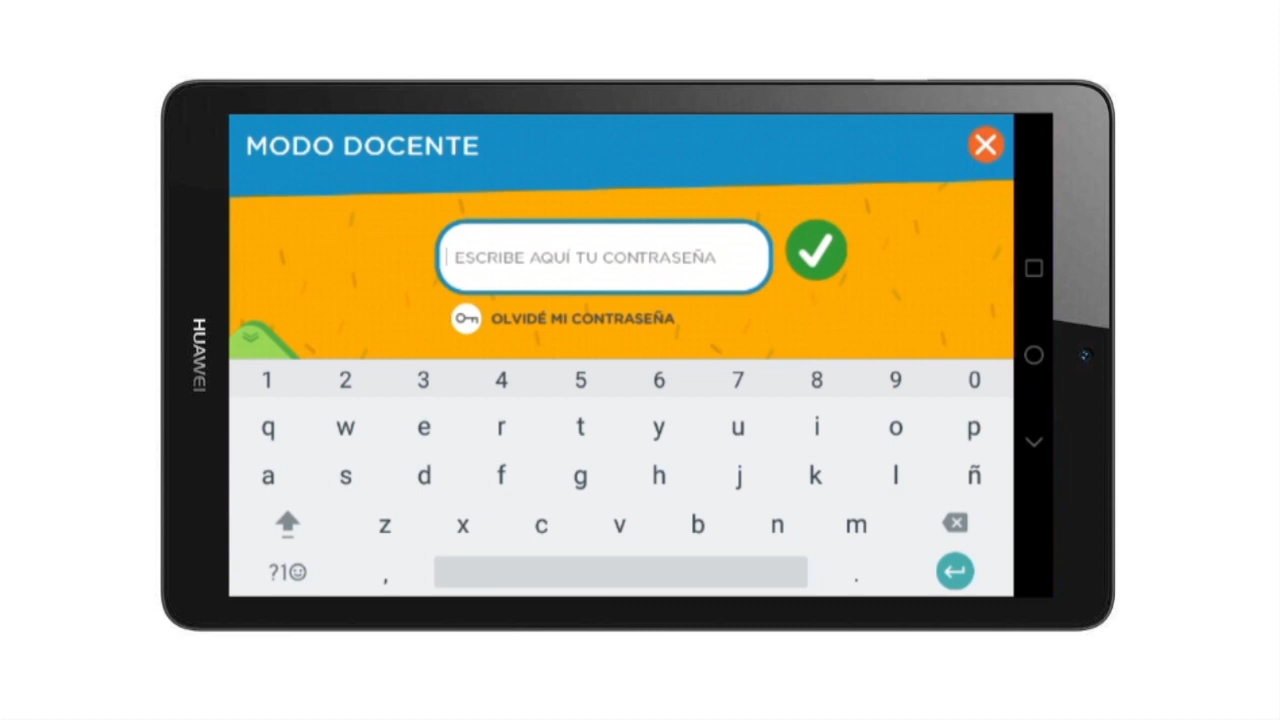 MODO DOCENTE
ESCRIBE AQUÍ TU CONTRASEÑA
OLVIDÉ MI CONTRASEÑA
HUAWEI
1 2 3 4 5 6 7 8 9 0
q w e r t y u i o p
a s d f g h j k l ñ
z x c v b n m
?1☺ , .